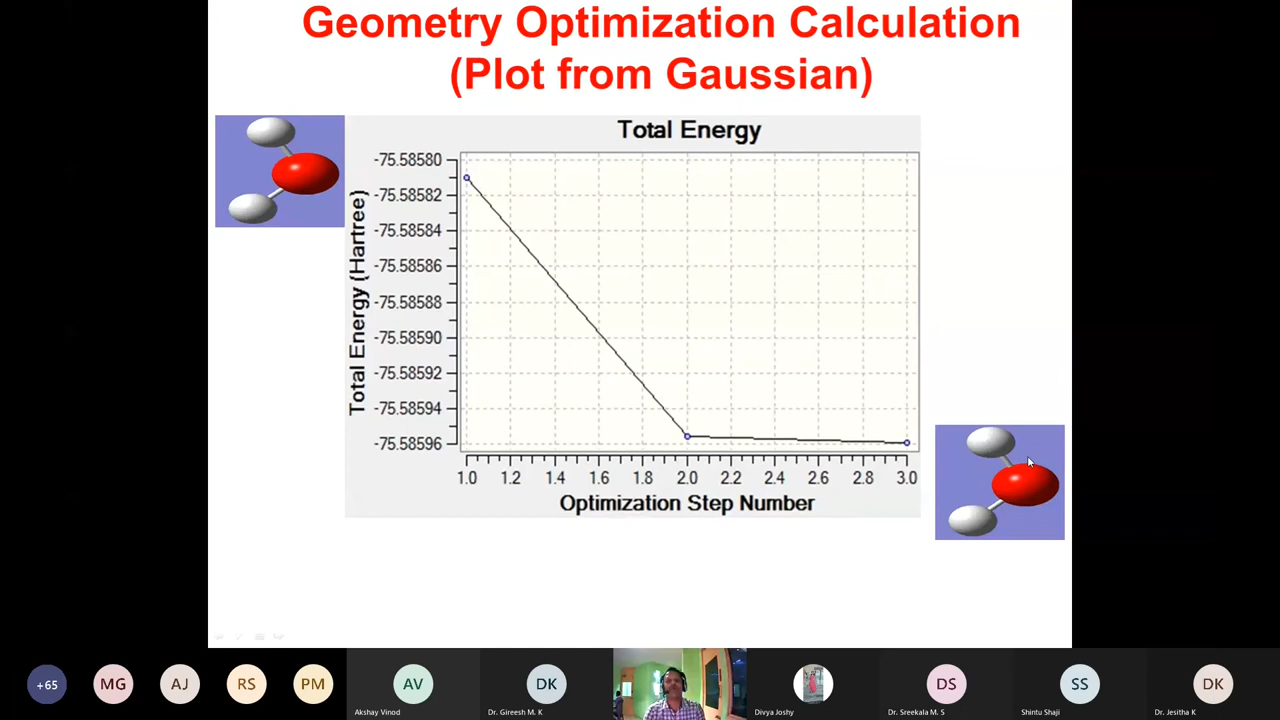 Geometry Optimization Calculation
(Plot from Gaussian)
Total Energy
Total Energy (Hartree)
-75.58580
-75.58582
-75.58584
-75.58586
-75.58588
-75.58590
-75.58592
-75.58594
-75.58596
1.0 1.2 1.4 1.6 1.8 2.0 2.2 2.4 2.6 2.8 3.0
Optimization Step Number
+65 MG AJ RS PM AV DK DS SS DK
Akshay Vinod Dr. Gireesh M. K Divya Joshy Dr. Sreekala M. S Shintu Shaji Dr. Jesitha K